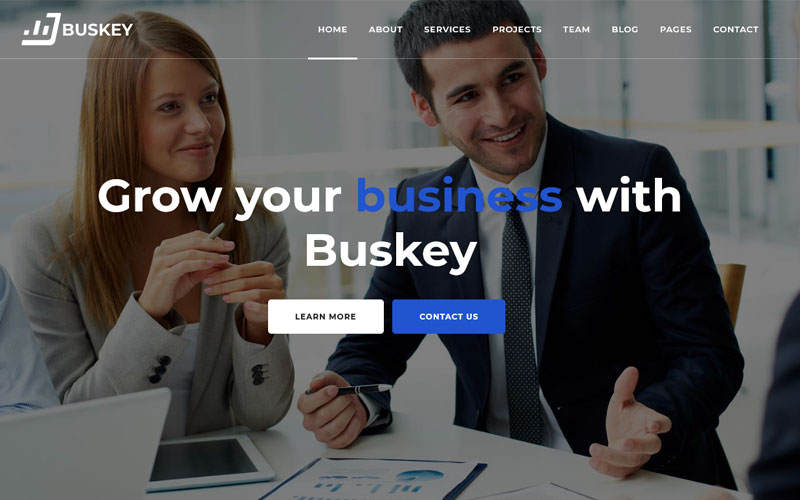 BUSKEY
HOME ABOUT SERVICES PROJECTS TEAM BLOG PAGES CONTACT
Grow your business with
Buskey
LEARN MORE CONTACT US